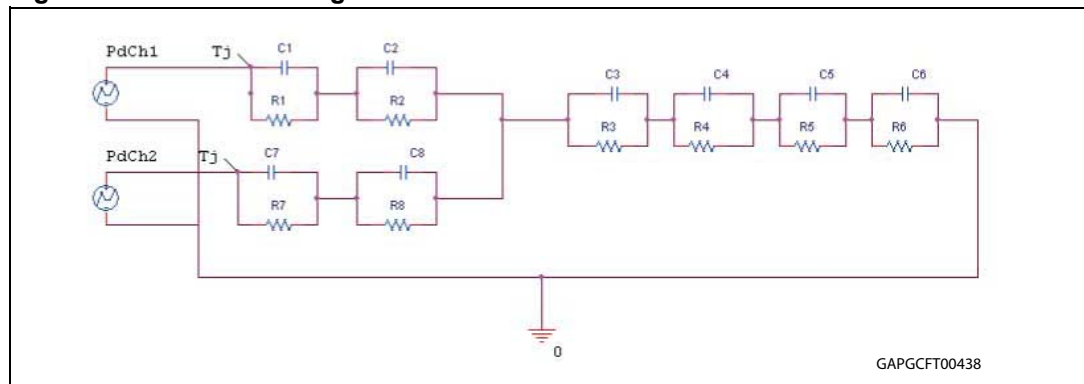 PdCh1
Tj
C1
C2
R1
R2
C3
C4
C5
C6
R3
R4
R5
R6
PdCh2
Tj
C7
C8
R7
R8
0
GAPGCFT00438